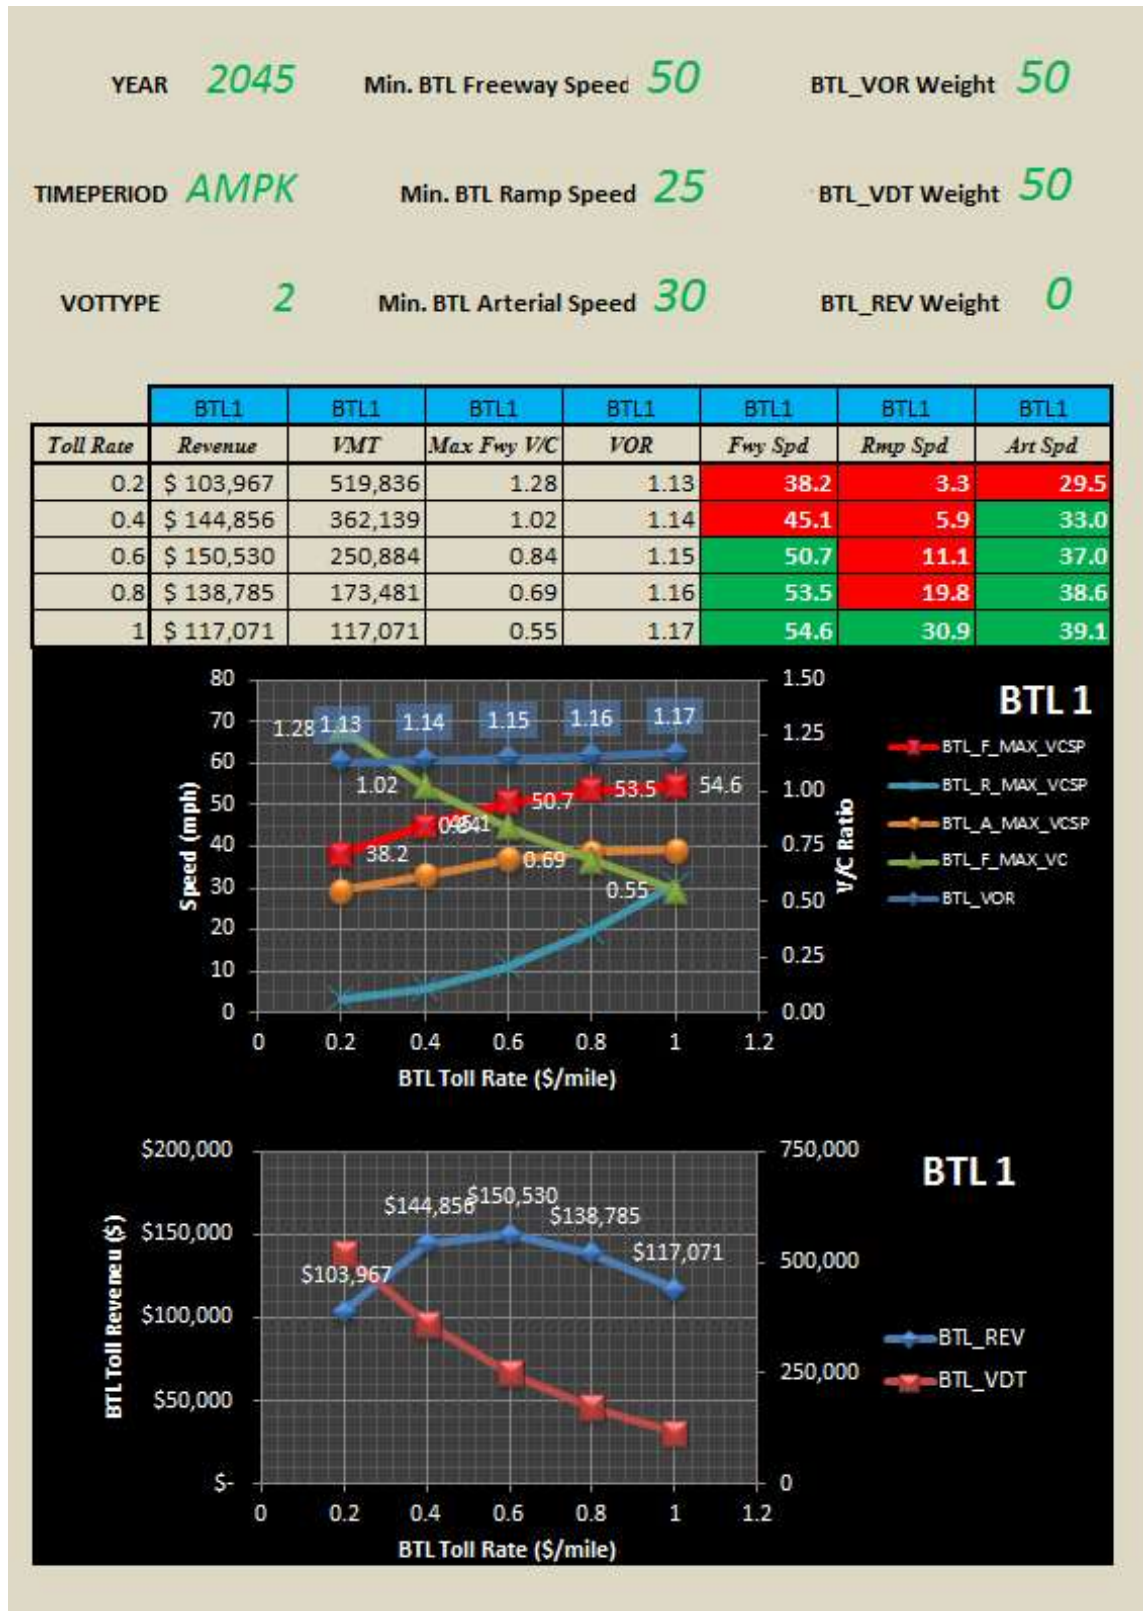 YEAR 2045 Min. BTL Freeway Speed 50 BTL_VOR Weight 50
TIMEPERIOD AMPK Min. BTL Ramp Speed 25 BTL_VDT Weight 50
VOTTYPE 2 Min. BTL Arterial Speed 30 BTL_REV Weight 0
BTL1 BTL1 BTL1 BTL1 BTL1 BTL1 BTL1
Toll Rate Revenue VMT Max Fwy V/C VOR Fwy Spd Rmp Spd Art Spd
0.2 $ 103,967 519,836 1.28 1.13 38.2 3.3 29.5
0.4 $ 144,856 362,139 1.02 1.14 45.1 5.9 33.0
0.6 $ 150,530 250,884 0.84 1.15 50.7 11.1 37.0
0.8 $ 138,785 173,481 0.69 1.16 53.5 19.8 38.6
1 $ 117,071 117,071 0.55 1.17 54.6 30.9 39.1
BTL 1
Speed (mph)
80
70
60
50
40
30
20
10
0
1.28 1.13 1.14 1.15 1.16 1.17
1.02
50.7 53.5 54.6
0.84 45.1
38.2 0.69
0.55
1.50
1.25
1.00
0.75
0.50
0.25
0.00
V/C Ratio
0 0.2 0.4 0.6 0.8 1 1.2
BTL Toll Rate ($/mile)
BTL_F_MAX_VCSP
BTL_R_MAX_VCSP
BTL_A_MAX_VCSP
BTL_F_MAX_VC
BTL_VOR
BTL 1
BTL Toll Reveneu ($)
$200,000
$150,000
$100,000
$50,000
$-
$103,967 $144,856 $150,530 $138,785 $117,071
750,000
500,000
250,000
0
0 0.2 0.4 0.6 0.8 1 1.2
BTL Toll Rate ($/mile)
BTL_REV
BTL_VDT